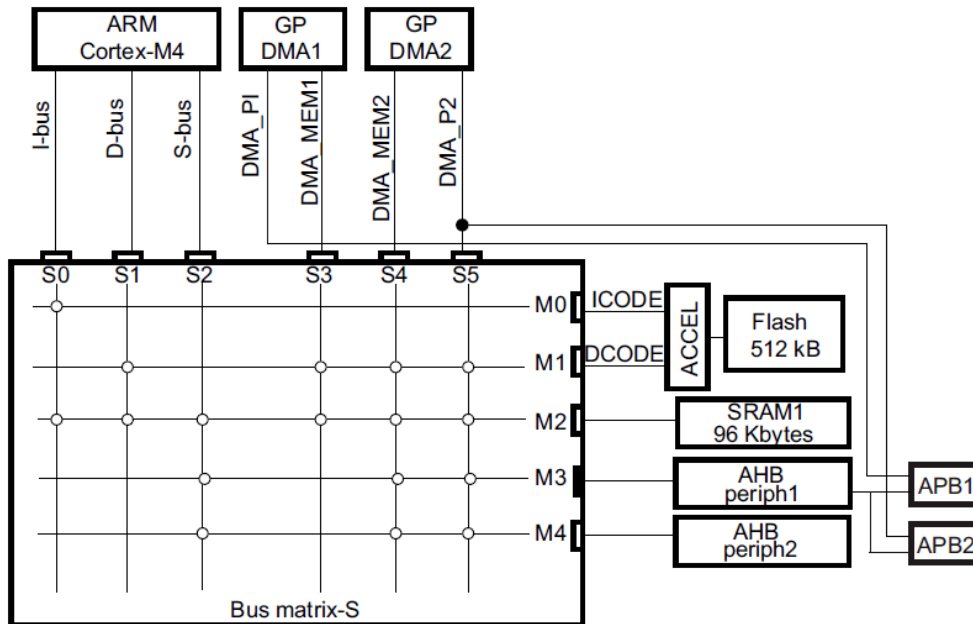 ARM
Cortex-M4
GP
DMA1
GP
DMA2
I-bus
D-bus
S-bus
DMA_PI
DMA_MEM1
DMA_MEM2
DMA_P2
S0 S1 S2 S3 S4 S5
M0
ICODE
M1
DCODE
ACCEL
Flash
512 kB
M2
SRAM1
96 Kbytes
M3
AHB
periph1
APB1
M4
AHB
periph2
APB2
Bus matrix-S